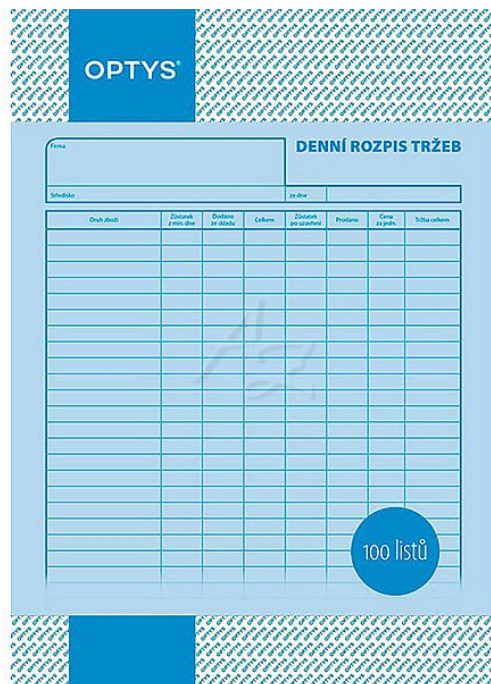 OPTYS
Firma
DENNÍ ROZPIS TRŽEB
Středisko
ze dne
Druh zboží
Zůstatek
z min. dne
Dodáno
ze skladu
Celkem
Zůstatek
po uzavření
Prodáno
Cena
za jedn.
Tržba celkem
100 listů